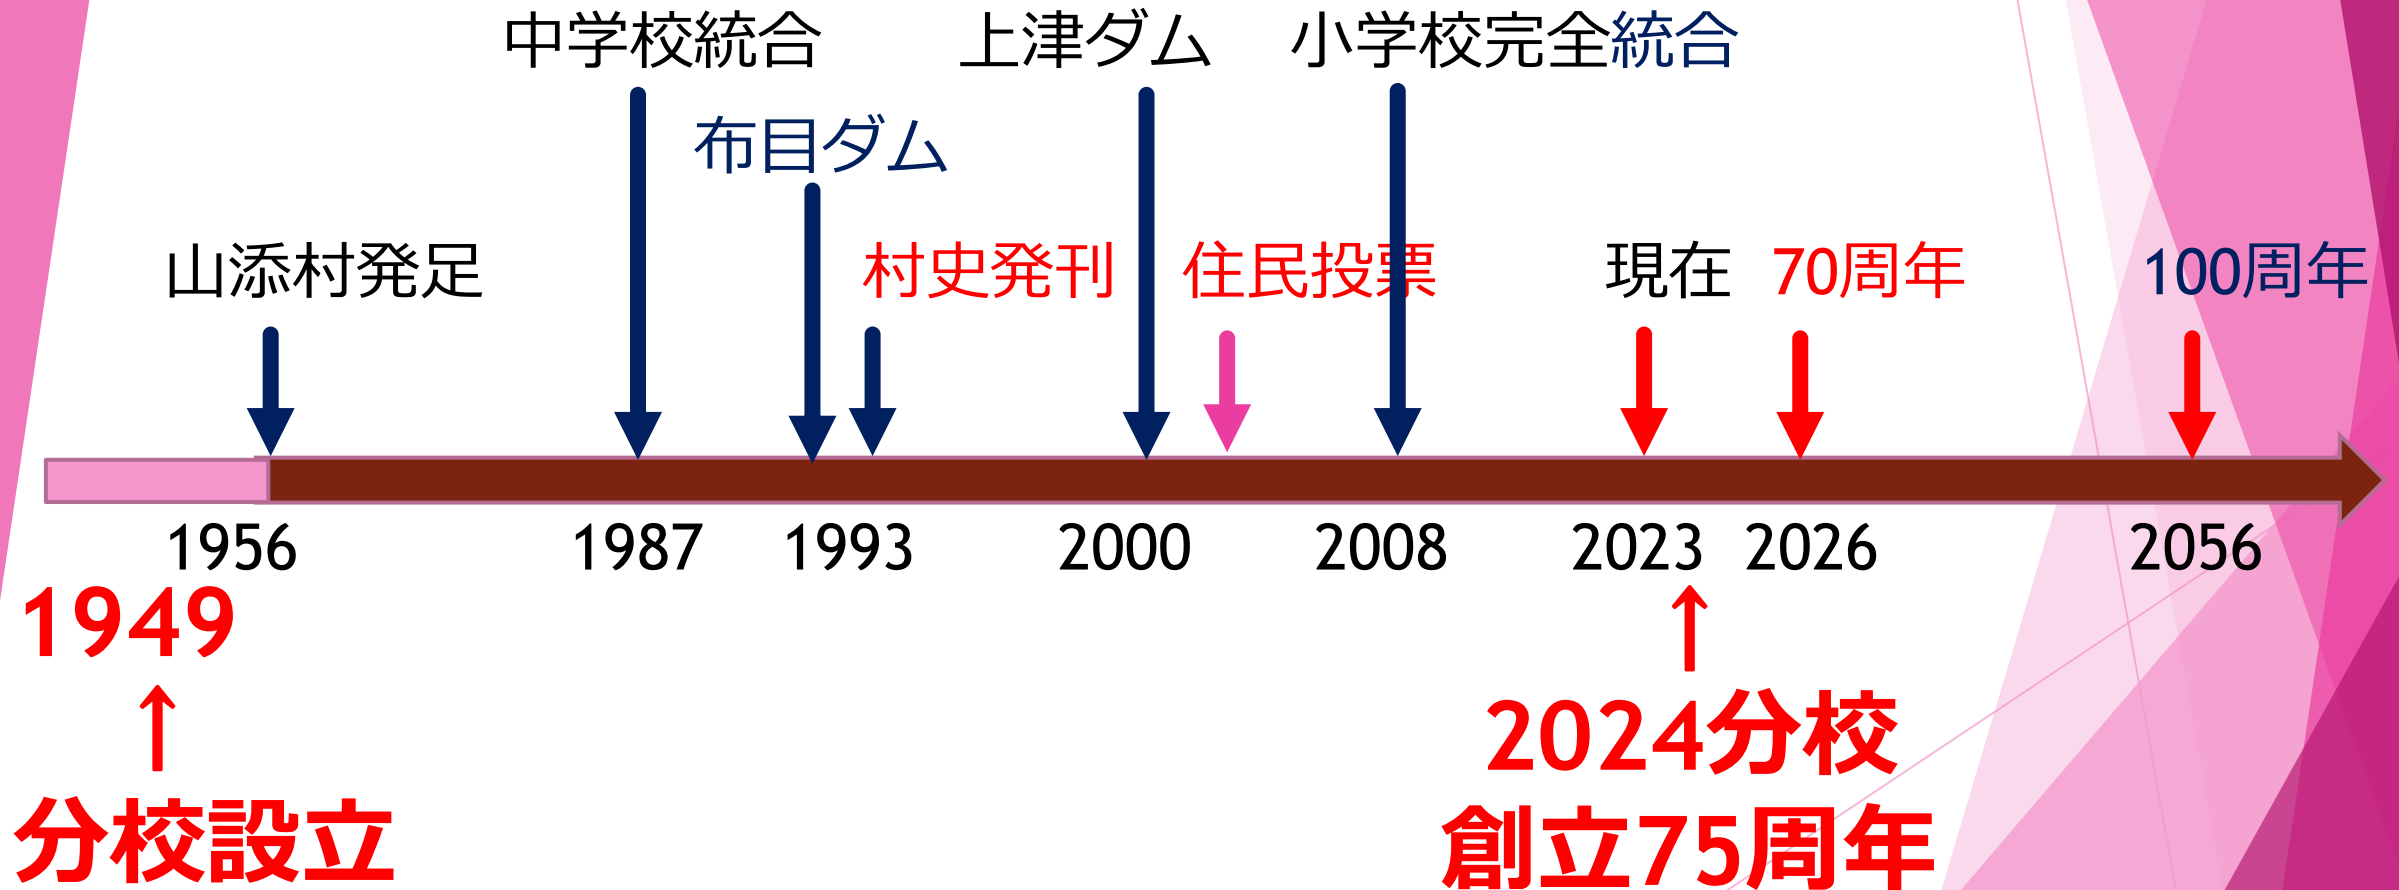 中学校統合
上津ダム
小学校完全統合
布目ダム
山添村発足
村史発刊
住民投票
現在
70周年
100周年
1956
1987
1993
2000
2008
2023
2026
2056
1949
↑
分校設立
↑
2024分校
創立75周年